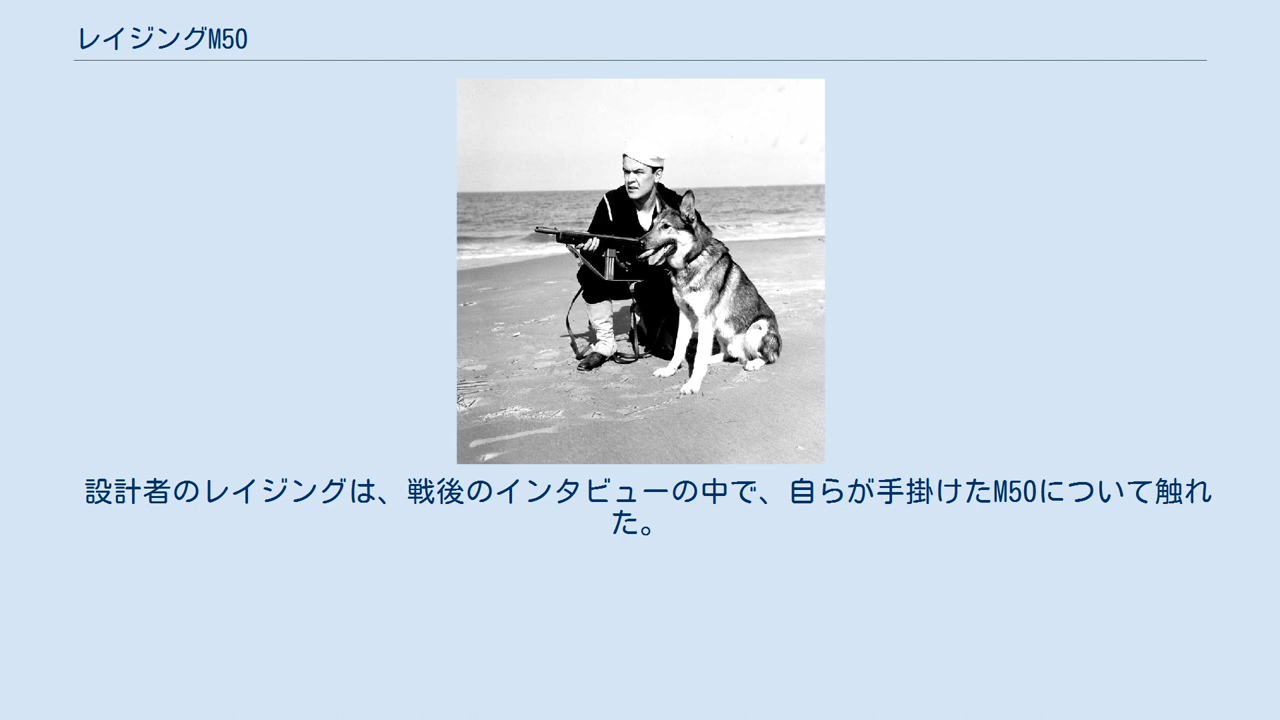 レイジングM50
設計者のレイジングは、戦後のインタビューの中で、自らが手掛けたM50について触れ
た。